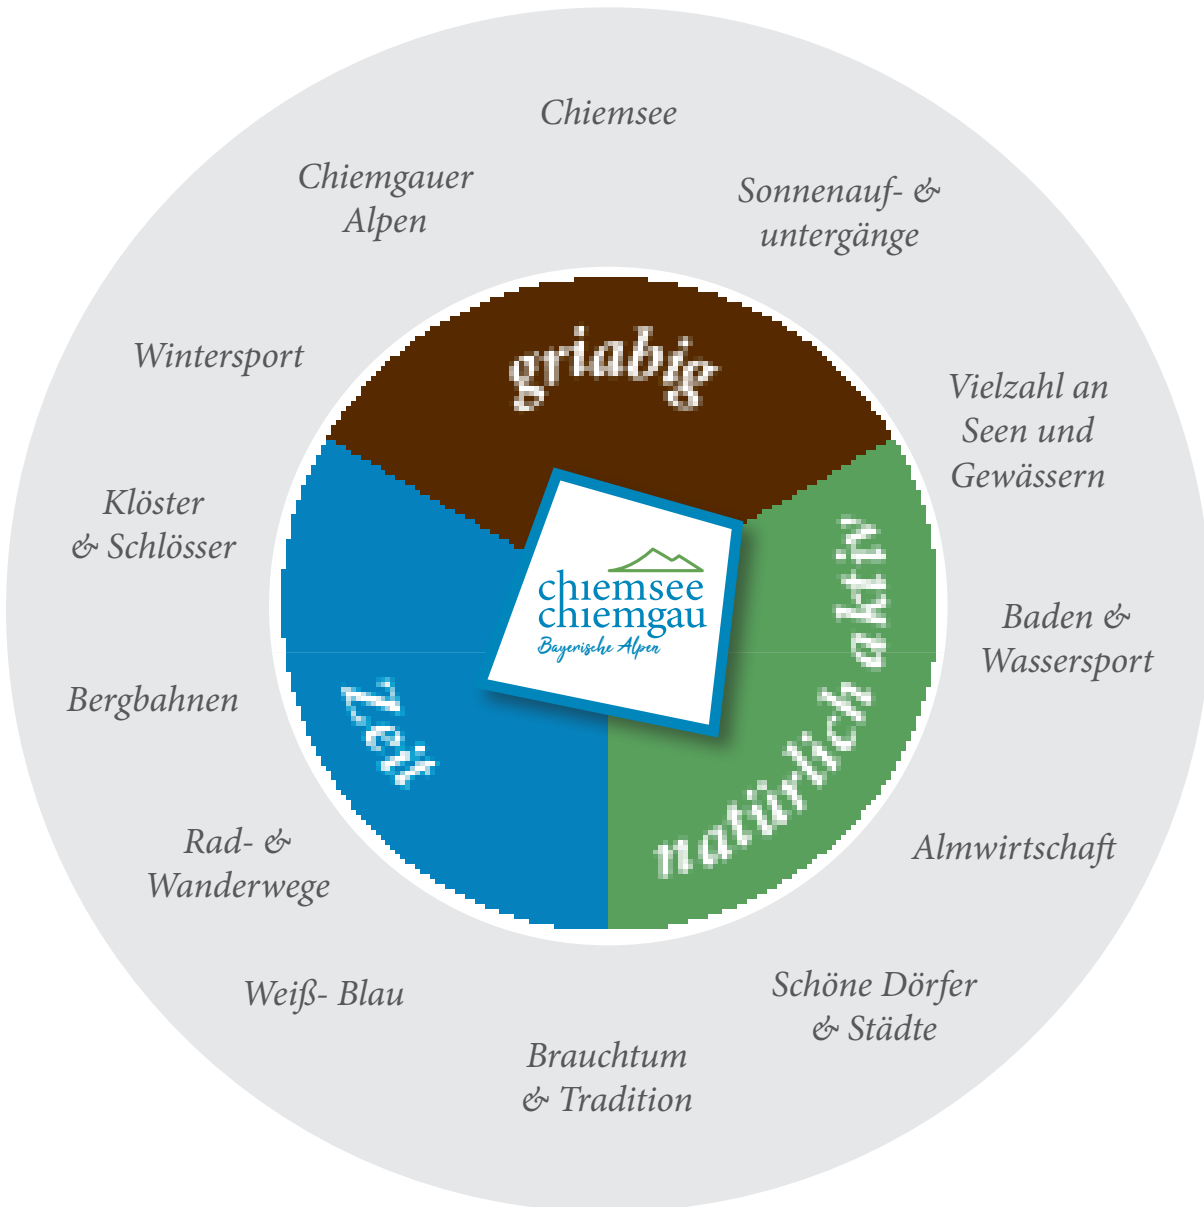 Chiemsee
Sonnenauf- &
untergänge
Vielzahl an
Seen und
Gewässern
Baden &
Wassersport
Almwirtschaft
Schöne Dörfer
& Städte
Brauchtum
& Tradition
Weiß- Blau
Rad- &
Wanderwege
Bergbahnen
Klöster
& Schlösser
Wintersport
Chiemgauer
Alpen
griabig
natürlich aktiv
Zeit
chiemsee
chiemgau
Bayerische Alpen